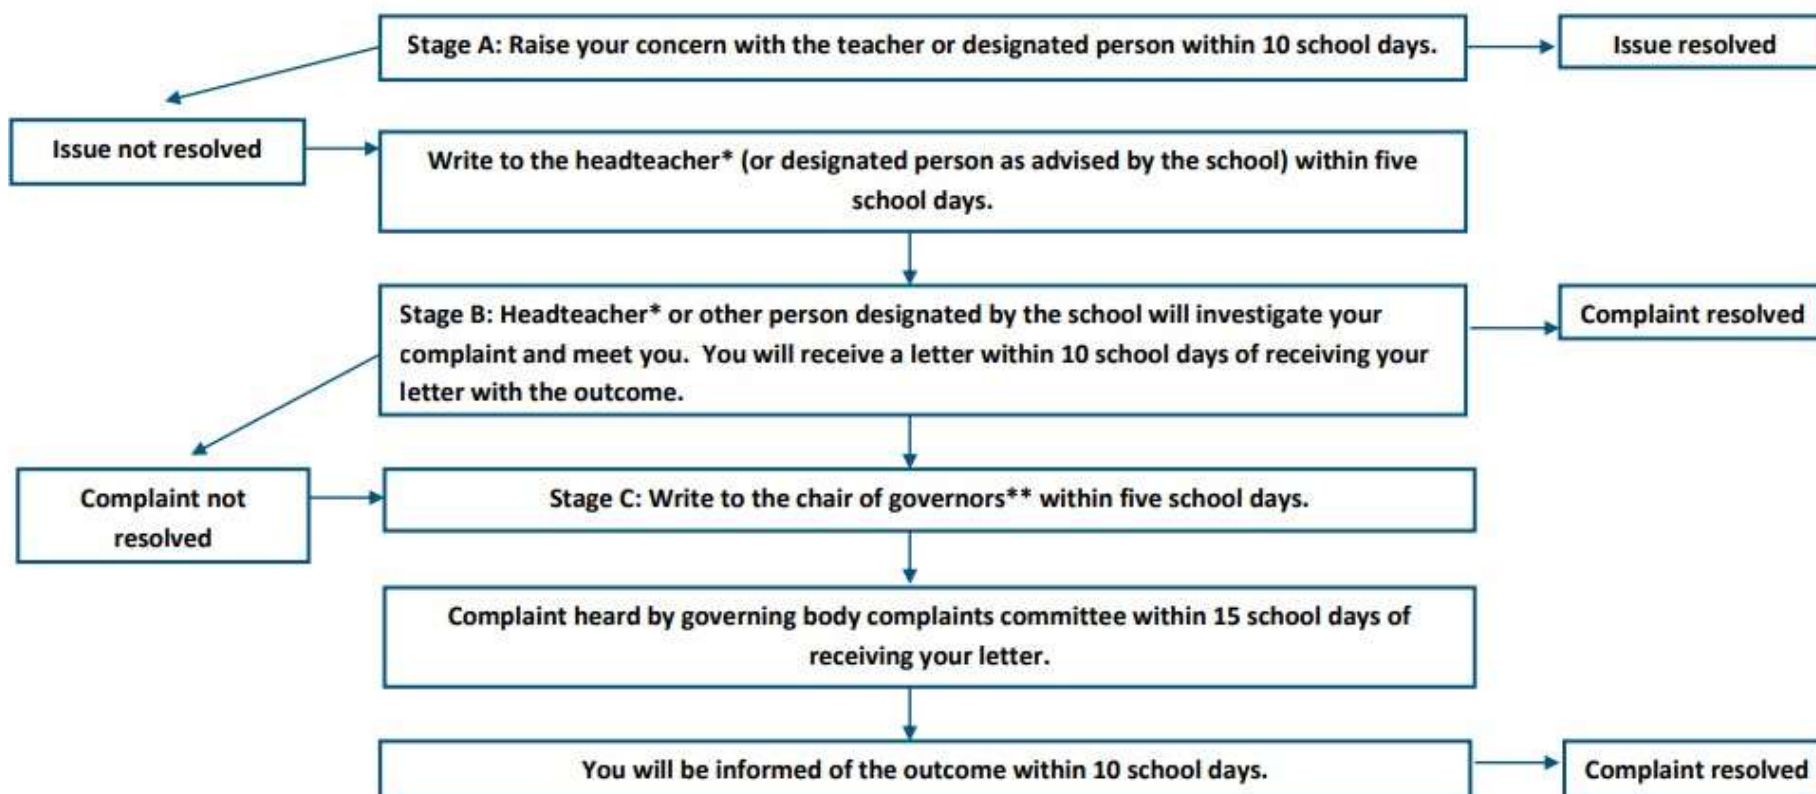 Stage A: Raise your concern with the teacher or designated person within 10 school days.
Issue resolved
Issue not resolved
Write to the headteacher* (or designated person as advised by the school) within five
school days.
Stage B: Headteacher* or other person designated by the school will investigate your
complaint and meet you.  You will receive a letter within 10 school days of receiving your
letter with the outcome.
Complaint resolved
Complaint not
resolved
Stage C: Write to the chair of governors** within five school days.
Complaint heard by governing body complaints committee within 15 school days of
receiving your letter.
You will be informed of the outcome within 10 school days.
Complaint resolved